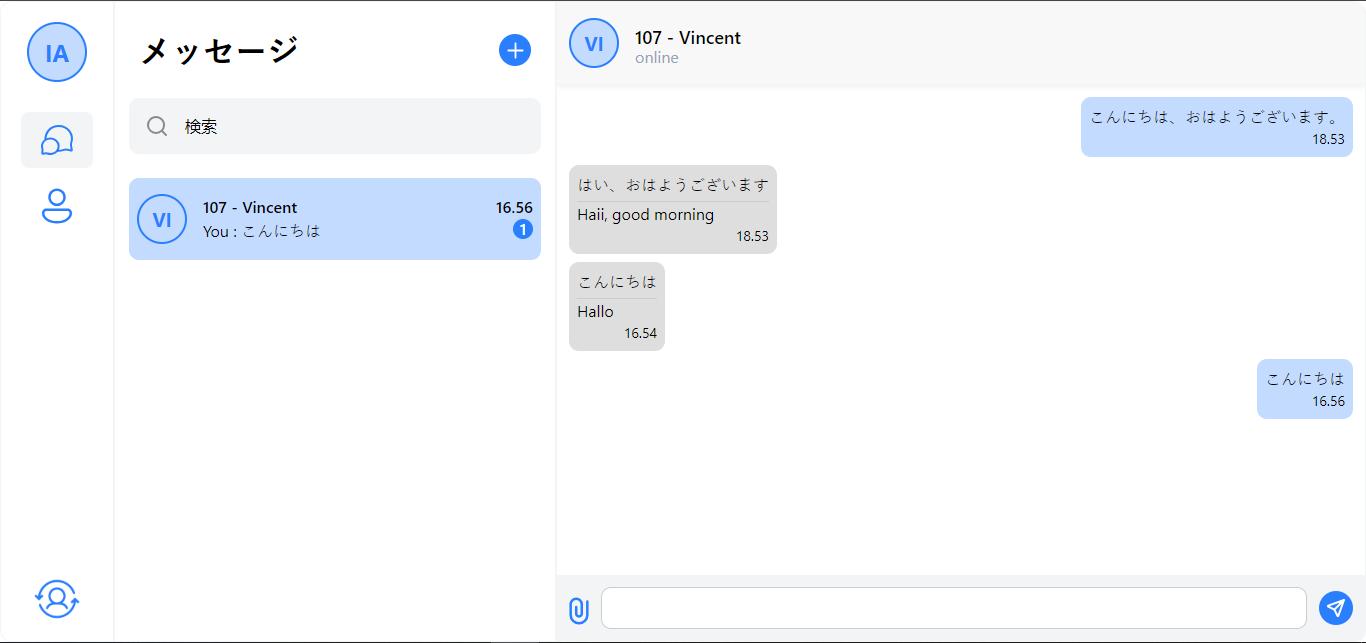 IA
メッセージ
検索
VI
107 - Vincent
16.56
You : こんにちは
1
VI
107 - Vincent
online
こんにちは、おはようございます。
18.53
はい、おはようございます
Haii, good morning
18.53
こんにちは
Hallo
16.54
こんにちは
16.56